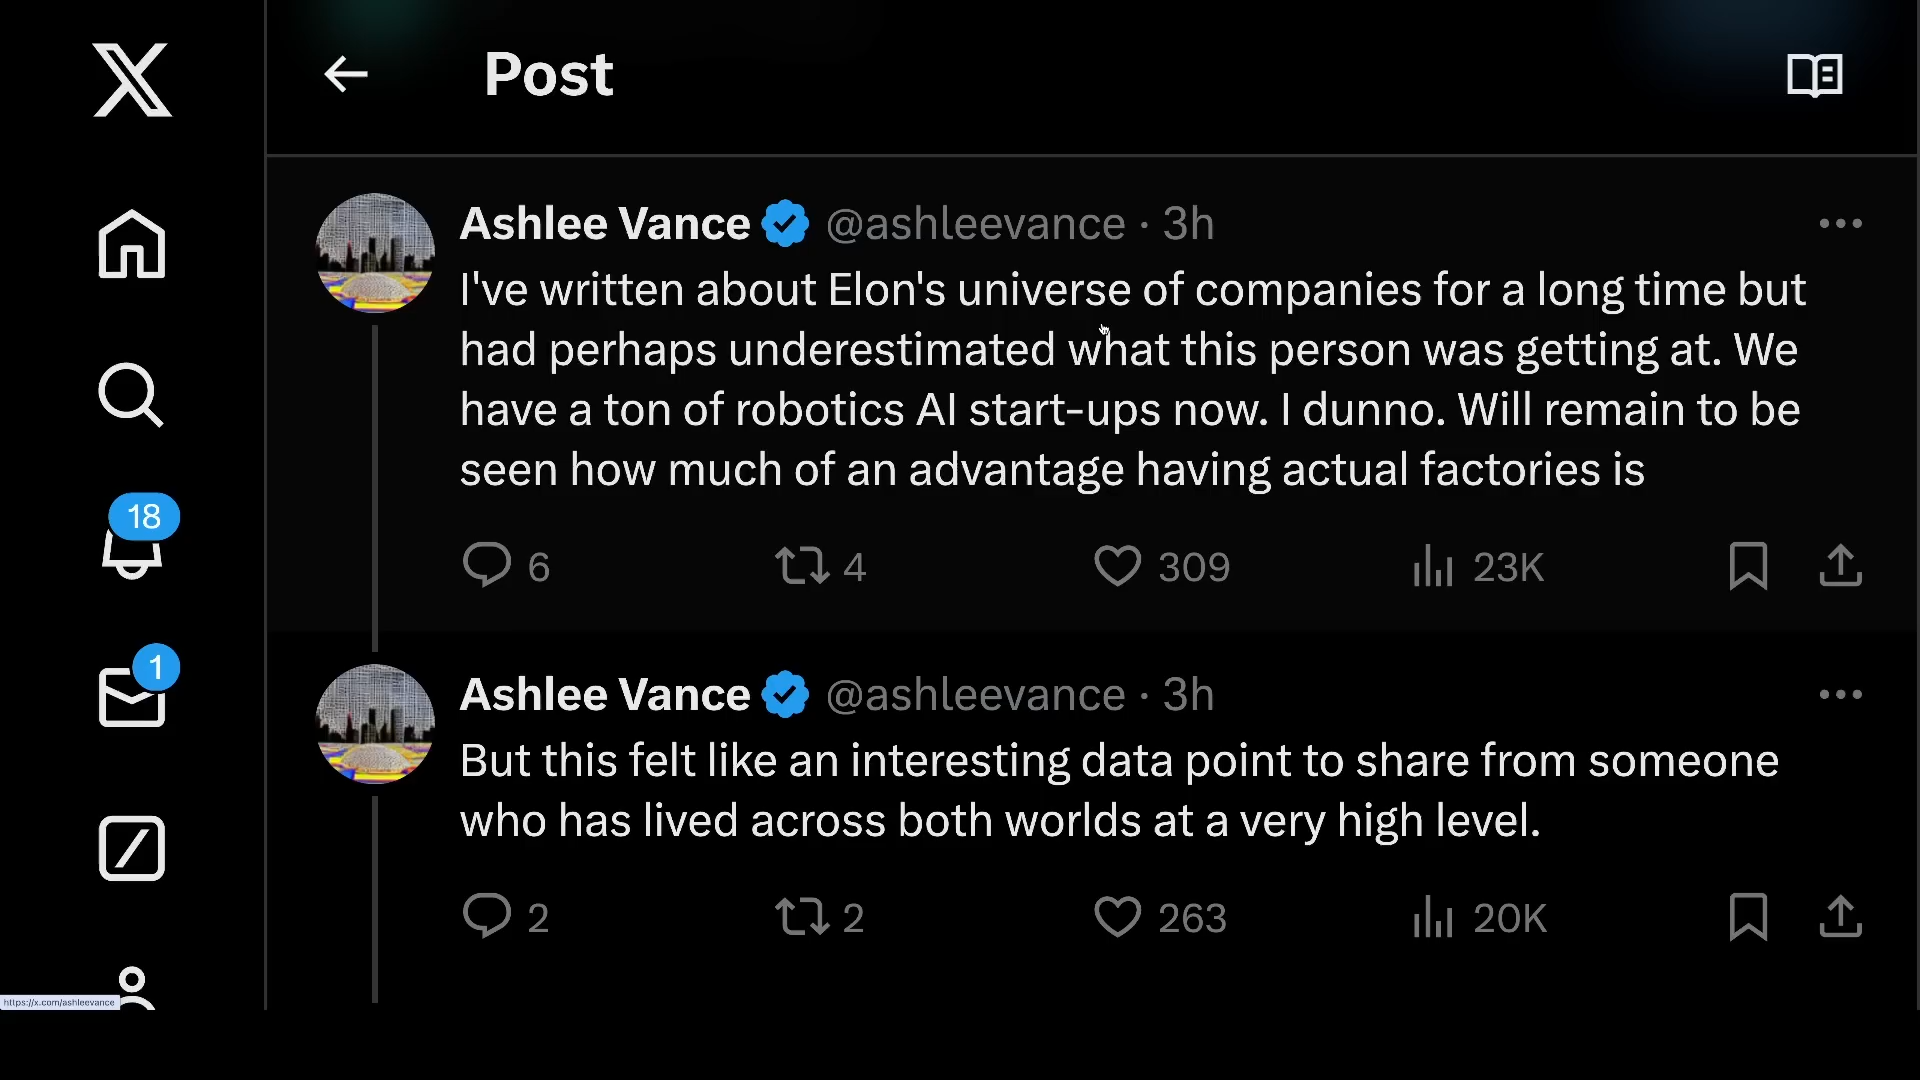 Post
Ashlee Vance @ashleevance · 3h
I've written about Elon's universe of companies for a long time but
had perhaps underestimated what this person was getting at. We
have a ton of robotics AI start-ups now. I dunno. Will remain to be
seen how much of an advantage having actual factories is
6 4 309 23K
18
1
Ashlee Vance @ashleevance · 3h
But this felt like an interesting data point to share from someone
who has lived across both worlds at a very high level.
2 2 263 20K
https://x.com/ashleevance